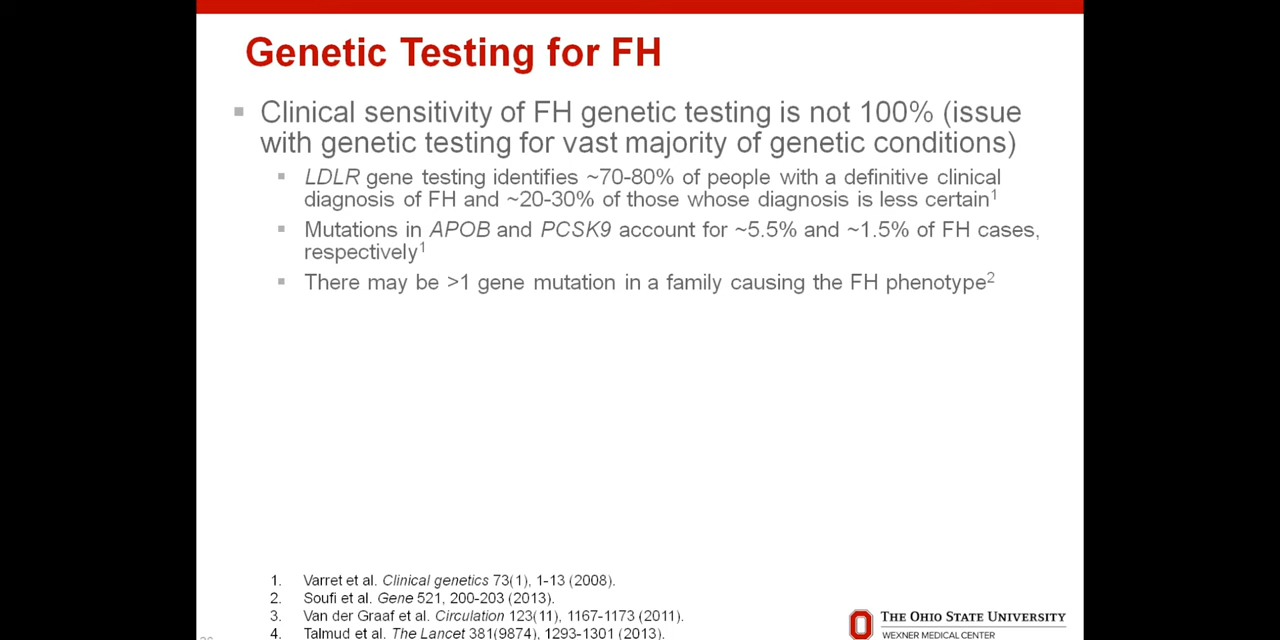 Genetic Testing for FH
▪ Clinical sensitivity of FH genetic testing is not 100% (issue
with genetic testing for vast majority of genetic conditions)
▪ LDLR gene testing identifies ~70-80% of people with a definitive clinical
diagnosis of FH and ~20-30% of those whose diagnosis is less certain1
▪ Mutations in APOB and PCSK9 account for ~5.5% and ~1.5% of FH cases,
respectively1
▪ There may be >1 gene mutation in a family causing the FH phenotype2
1. Varret et al. Clinical genetics 73(1), 1-13 (2008).
2. Soufi et al. Gene 521, 200-203 (2013).
3. Van der Graaf et al. Circulation 123(11), 1167-1173 (2011).
4. Talmud et al. The Lancet 381(9874), 1293-1301 (2013).
THE OHIO STATE UNIVERSITY
WEXNER MEDICAL CENTER